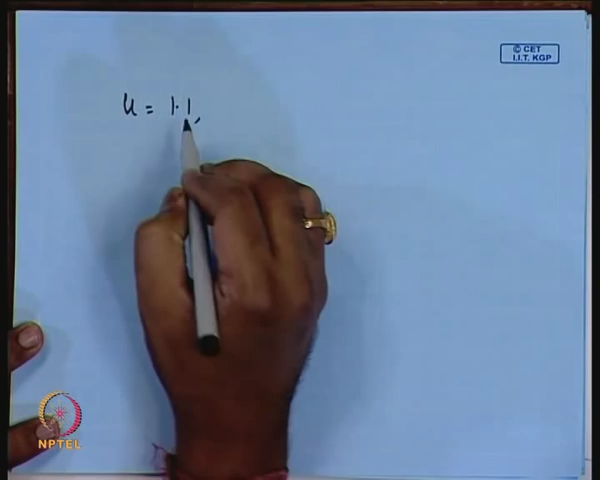 © CET
I.I.T. KGP
u = 1.1,
NPTEL